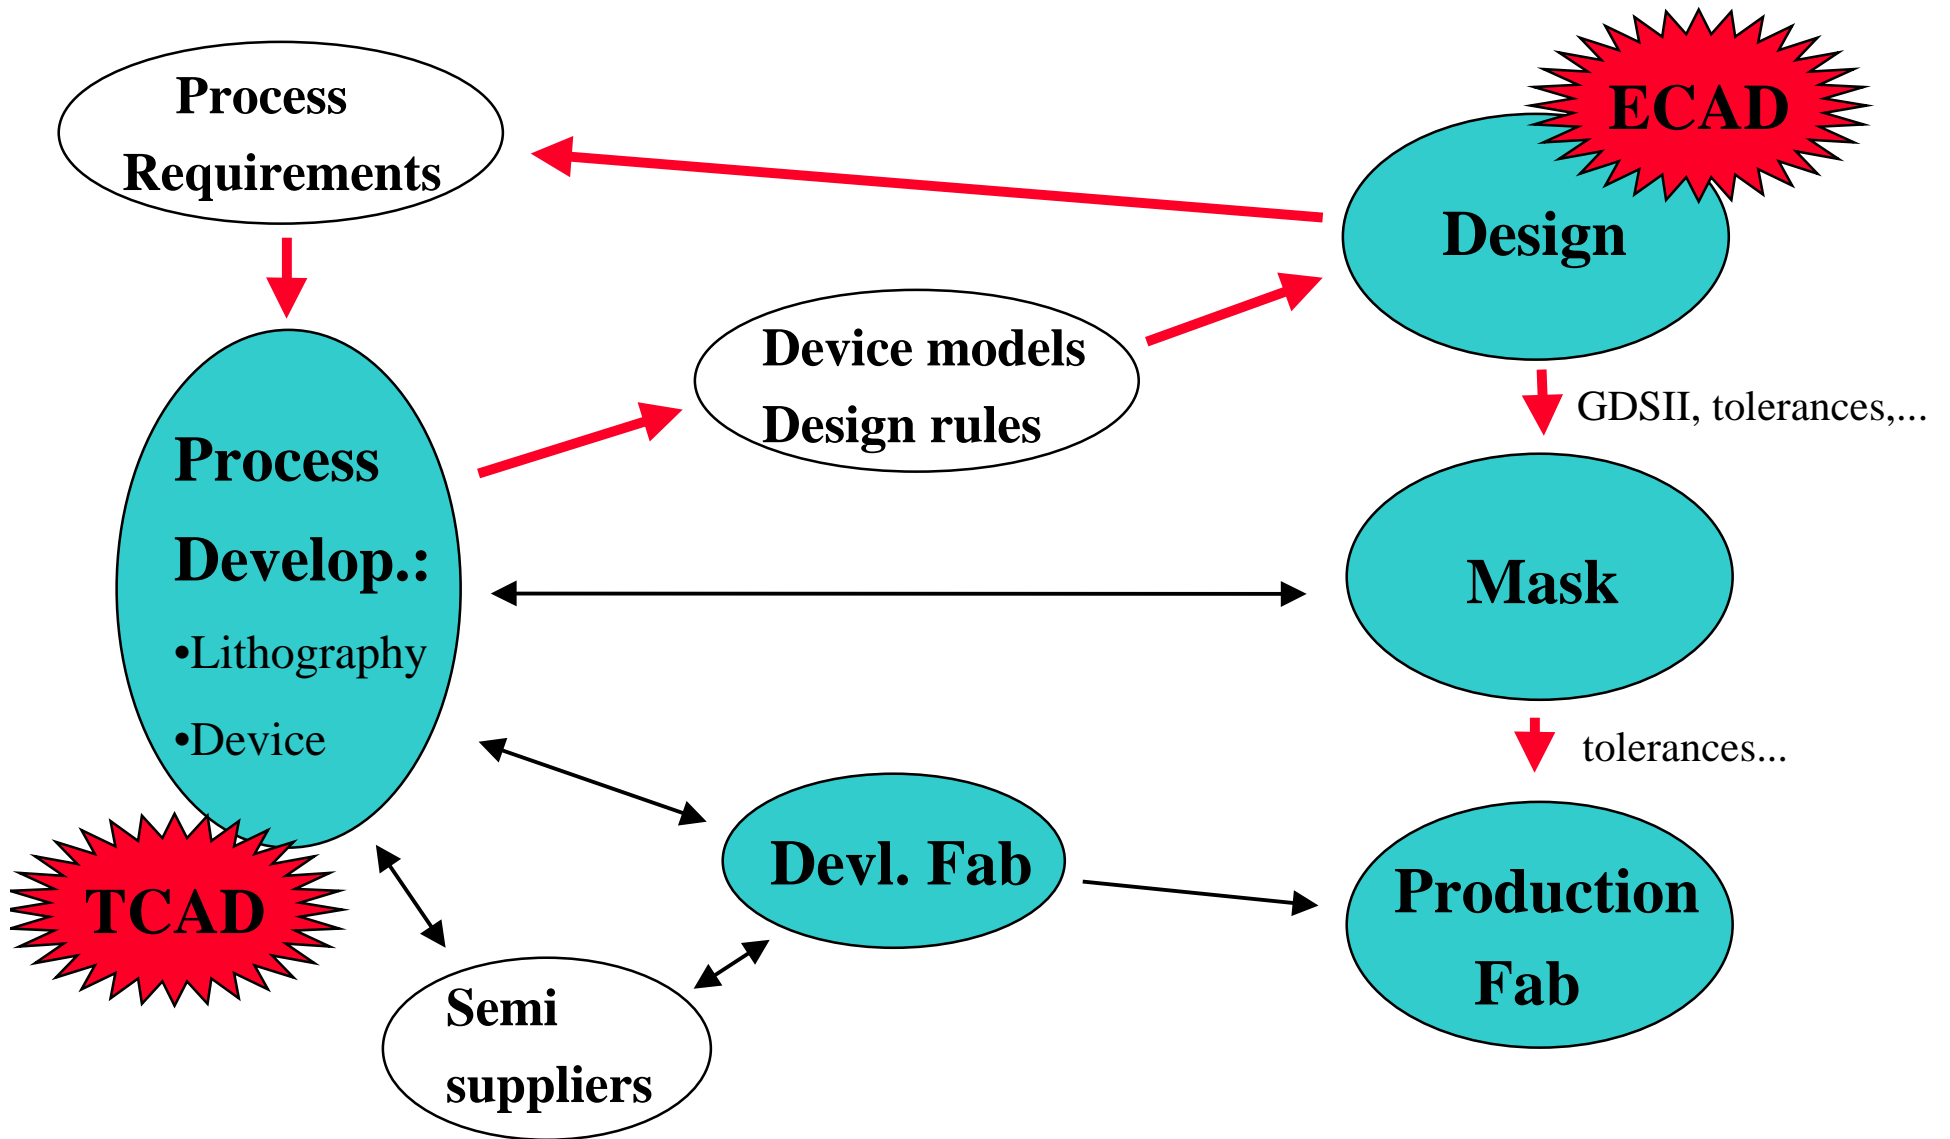 Process
Requirements
ECAD
Design
Device models
Design rules
GDSII, tolerances,...
Process
Develop.:
•Lithography
•Device
Mask
tolerances...
TCAD
Devl. Fab
Production
Fab
Semi
suppliers